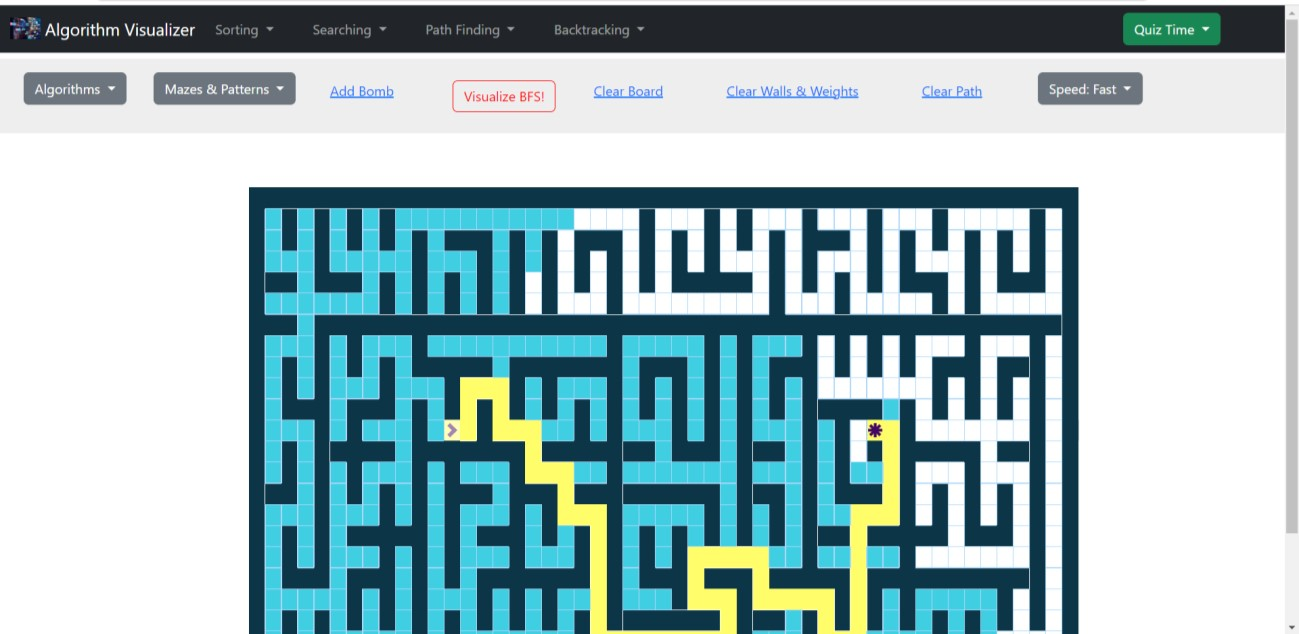 Algorithm Visualizer Sorting Searching Path Finding Backtracking Quiz Time
Algorithms Mazes & Patterns Add Bomb Visualize BFS! Clear Board Clear Walls & Weights Clear Path Speed: Fast